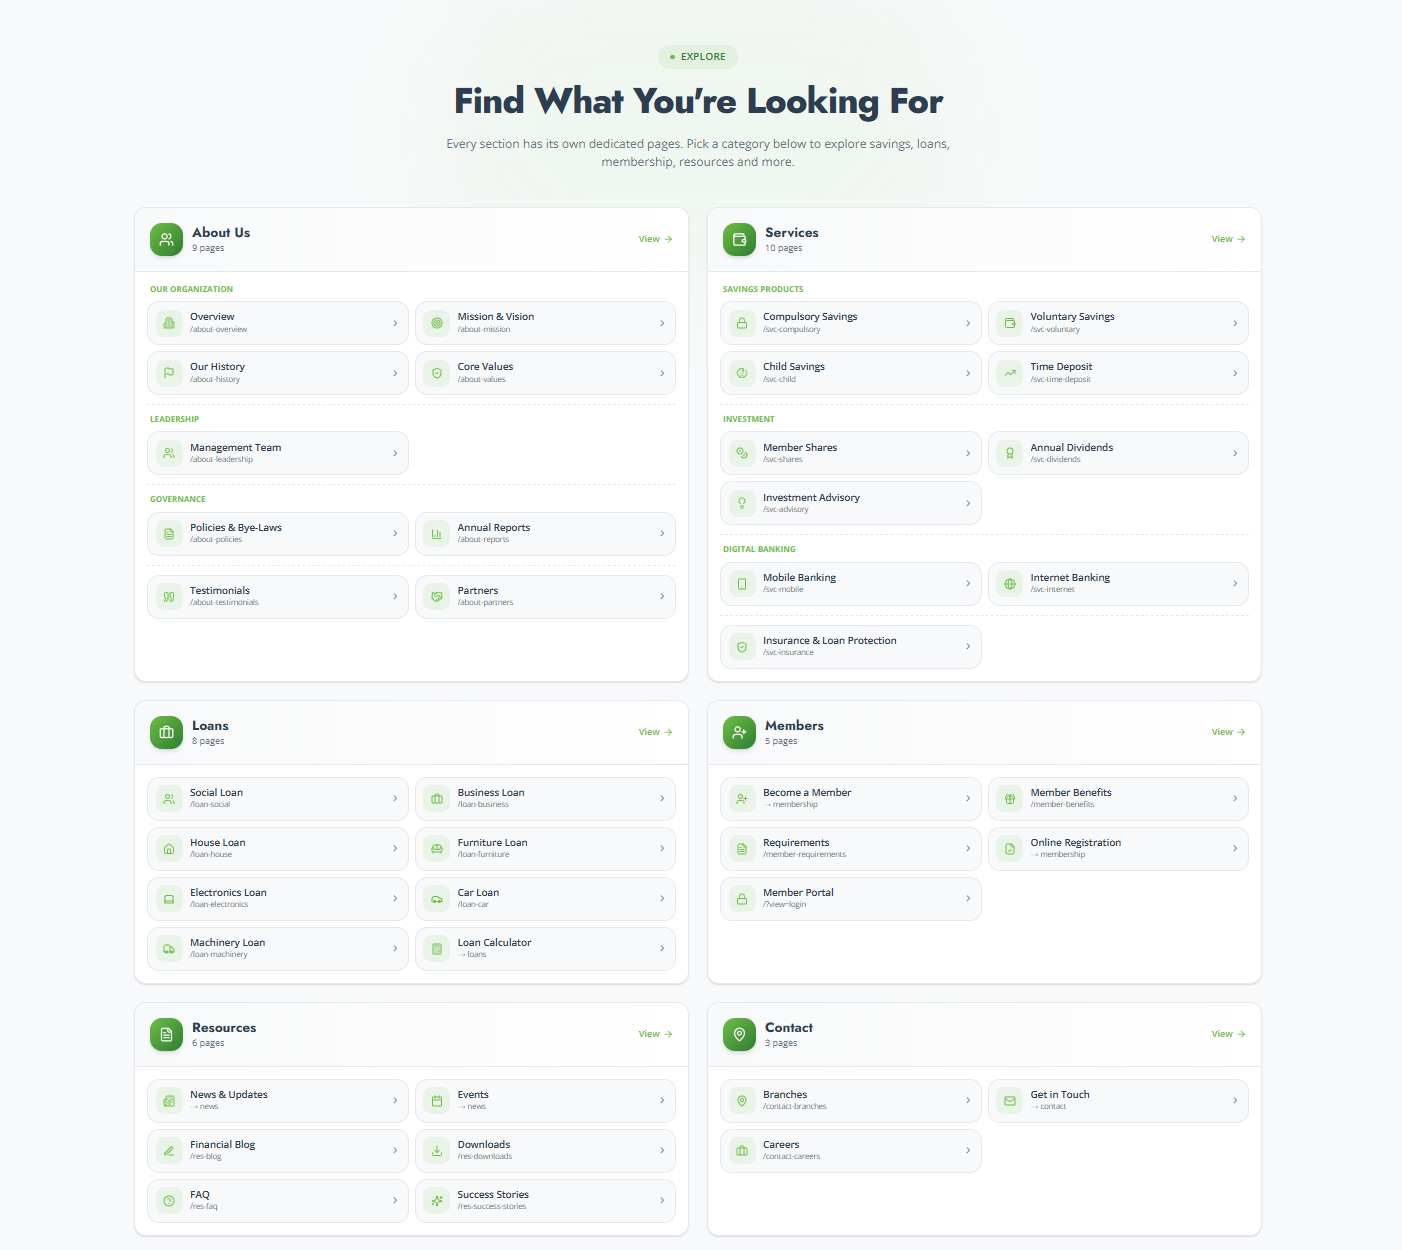 EXPLORE
Find What You're Looking For
Every section has its own dedicated pages. Pick a category below to explore savings, loans,
membership, resources and more.
About Us
9 pages
View →
OUR ORGANIZATION
Overview
/about-overview
Mission & Vision
/about-mission
Our History
/about-history
Core Values
/about-values
LEADERSHIP
Management Team
/about-leadership
GOVERNANCE
Policies & Bye-Laws
/about-policies
Annual Reports
/about-reports
Testimonials
/about-testimonials
Partners
/about-partners
Services
10 pages
View →
SAVINGS PRODUCTS
Compulsory Savings
/svc-compulsory
Voluntary Savings
/svc-voluntary
Child Savings
/svc-child
Time Deposit
/svc-time-deposit
INVESTMENT
Member Shares
/svc-shares
Annual Dividends
/svc-dividends
Investment Advisory
/svc-advisory
DIGITAL BANKING
Mobile Banking
/svc-mobile
Internet Banking
/svc-internet
Insurance & Loan Protection
/svc-insurance
Loans
8 pages
View →
Social Loan
/loan-social
Business Loan
/loan-business
House Loan
/loan-house
Furniture Loan
/loan-furniture
Electronics Loan
/loan-electronics
Car Loan
/loan-car
Machinery Loan
/loan-machinery
Loan Calculator
→ loans
Members
5 pages
View →
Become a Member
→ membership
Member Benefits
/member-benefits
Requirements
/member-requirements
Online Registration
→ membership
Member Portal
/?view=login
Resources
6 pages
View →
News & Updates
→ news
Events
→ news
Financial Blog
/res-blog
Downloads
/res-downloads
FAQ
/res-faq
Success Stories
/res-success-stories
Contact
3 pages
View →
Branches
/contact-branches
Get in Touch
→ contact
Careers
/contact-careers